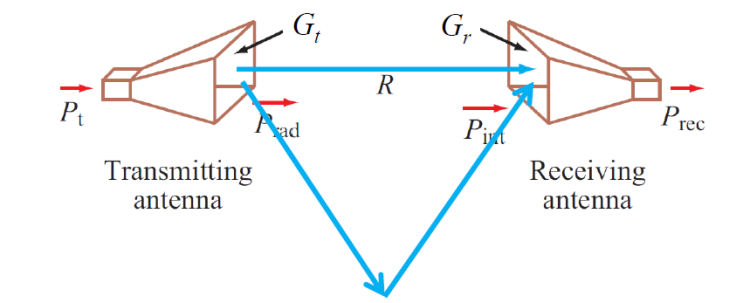 G_t
G_r
R
P_t
P_rad
P_int
P_rec
Transmitting
antenna
Receiving
antenna